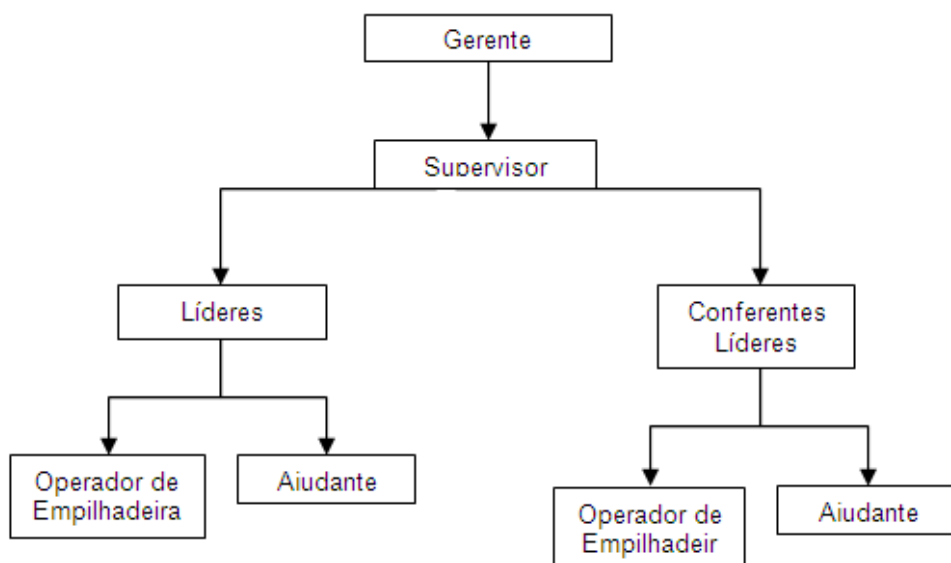 Gerente
Supervisor
Líderes
Conferentes
Líderes
Operador de
Empilhadeira
Aiudante
Operador de
Empilhadeir
Aiudante